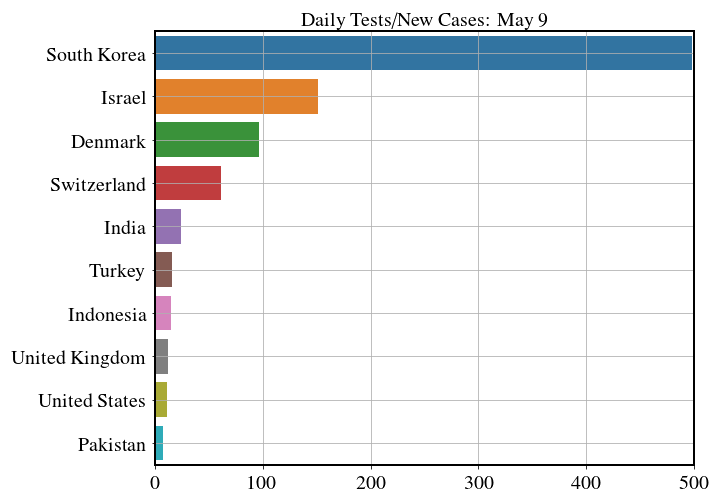 Daily Tests/New Cases: May 9
South Korea
Israel
Denmark
Switzerland
India
Turkey
Indonesia
United Kingdom
United States
Pakistan
0 100 200 300 400 500